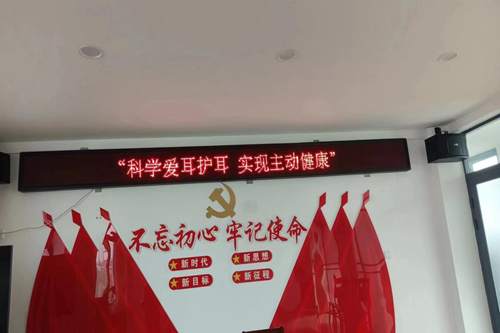 “科学爱耳护耳 实现主动健康”
不忘初心 牢记使命
★新时代 ★新思想
★新目标 ★新征程